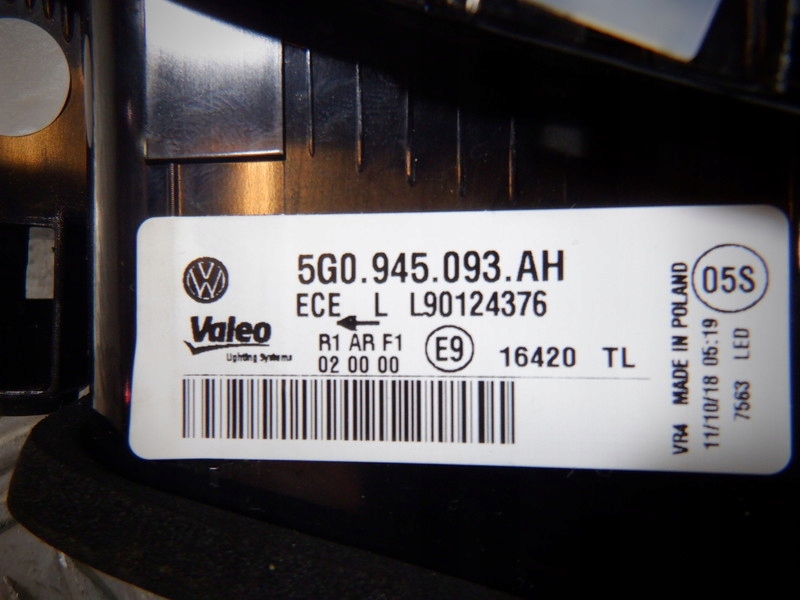 5G0.945.093.AH
ECE L L90124376
Valeo
Lighting Systems
R1 AR F1
02 00 00
E9
16420 TL
05S
VR4 MADE IN POLAND
11/10/18 05:19
7563 LED